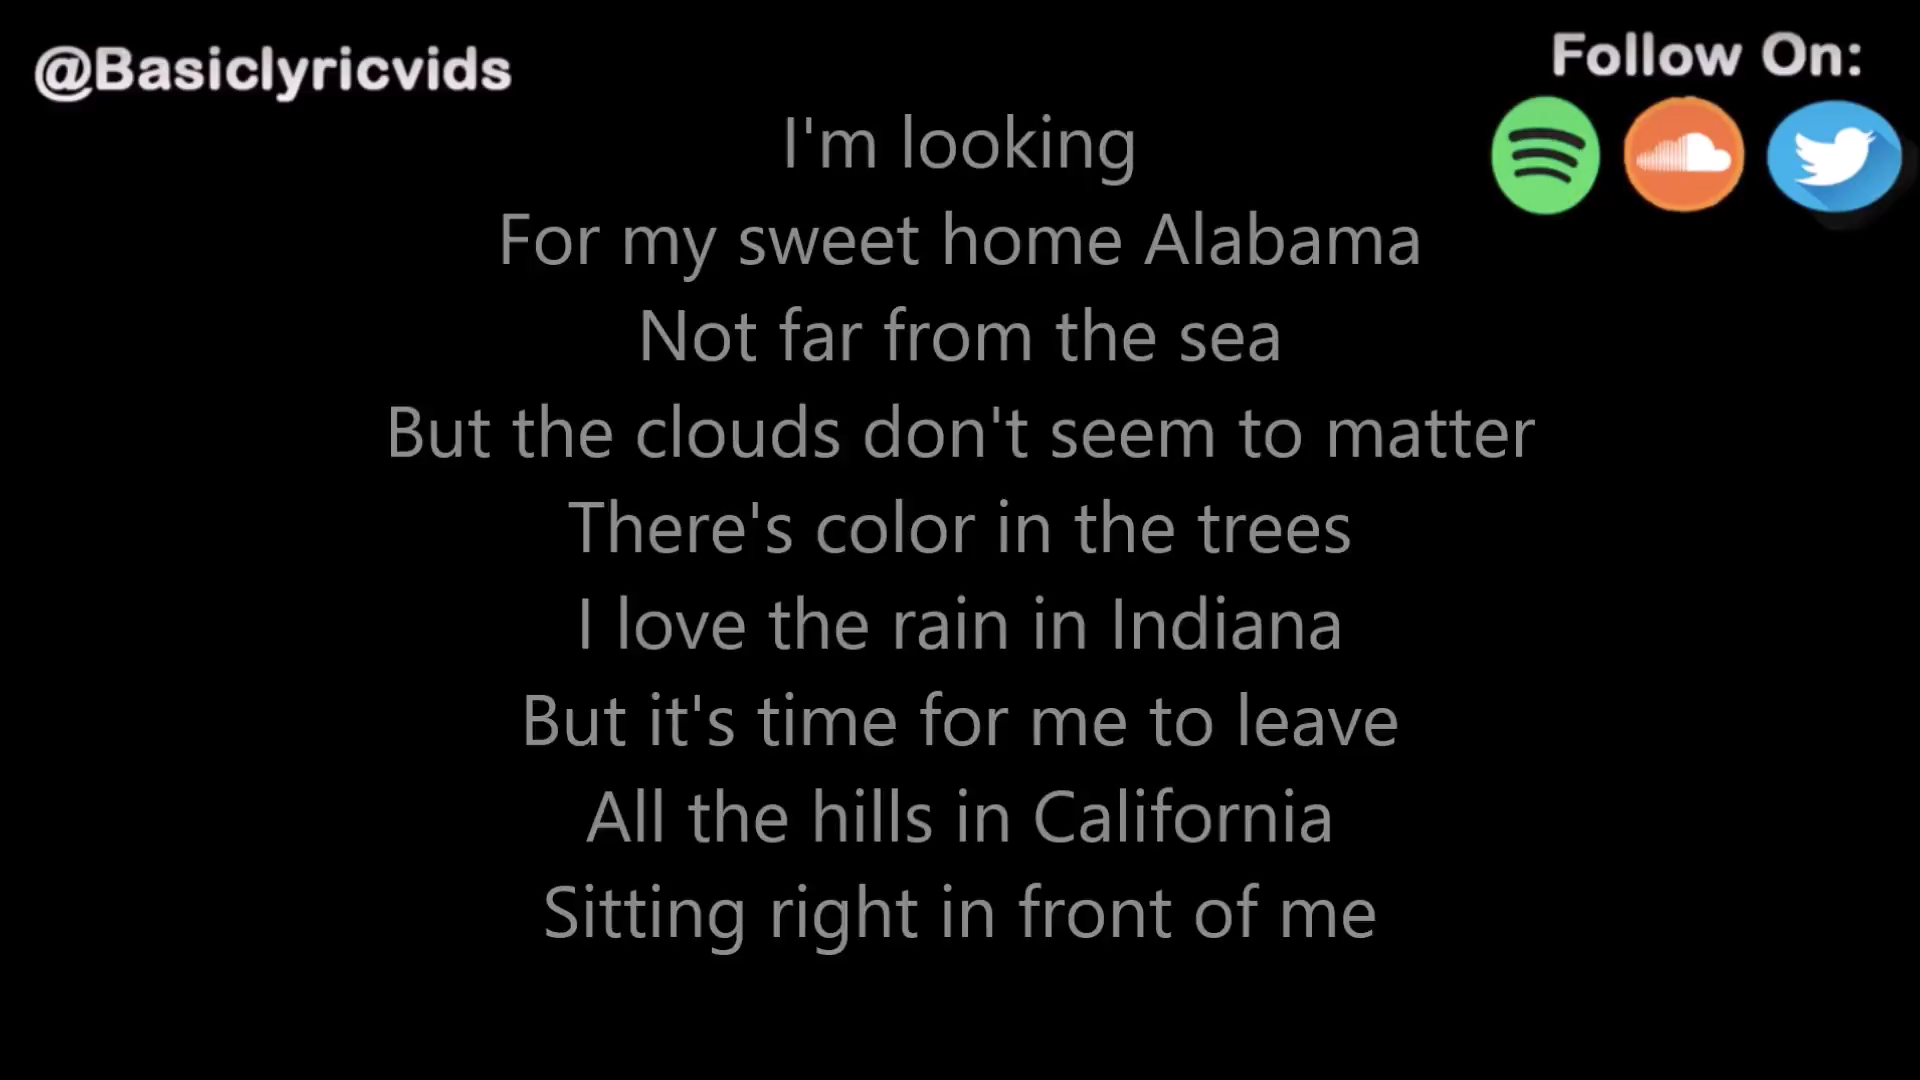 @Basiclyricvids
Follow On:
I'm looking
For my sweet home Alabama
Not far from the sea
But the clouds don't seem to matter
There's color in the trees
I love the rain in Indiana
But it's time for me to leave
All the hills in California
Sitting right in front of me